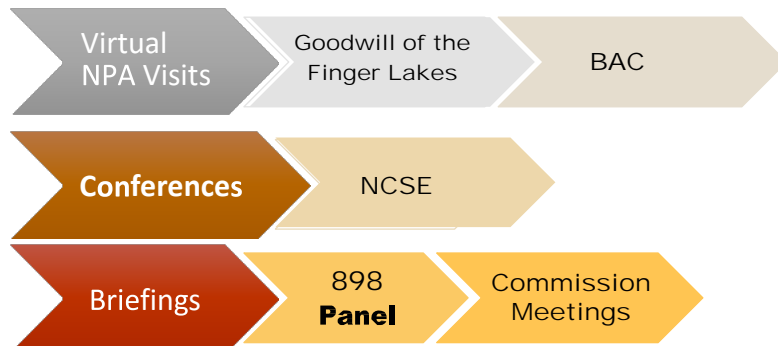 Virtual
NPA Visits
Goodwill of the
Finger Lakes
BAC
Conferences
NCSE
Briefings
898
Panel
Commission
Meetings